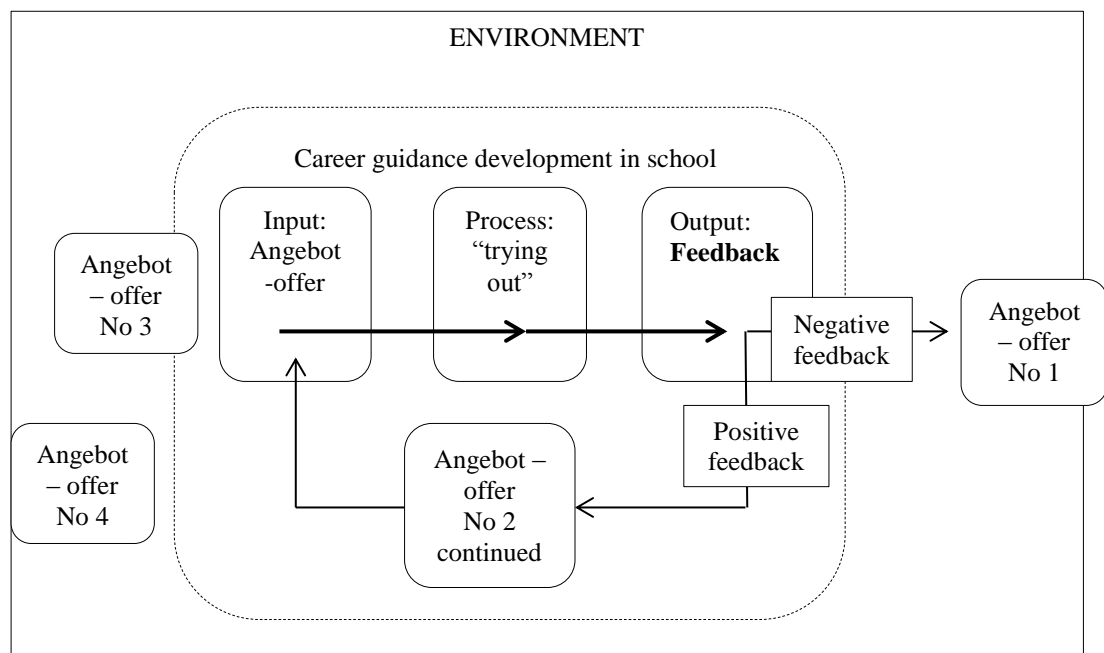 ENVIRONMENT
Career guidance development in school
Input:
Angebot
-offer
Process:
“trying
out”
Output:
Feedback
Angebot
– offer
No 3
Negative
feedback
Angebot
– offer
No 1
Positive
feedback
Angebot
– offer
No 4
Angebot –
offer
No 2
continued